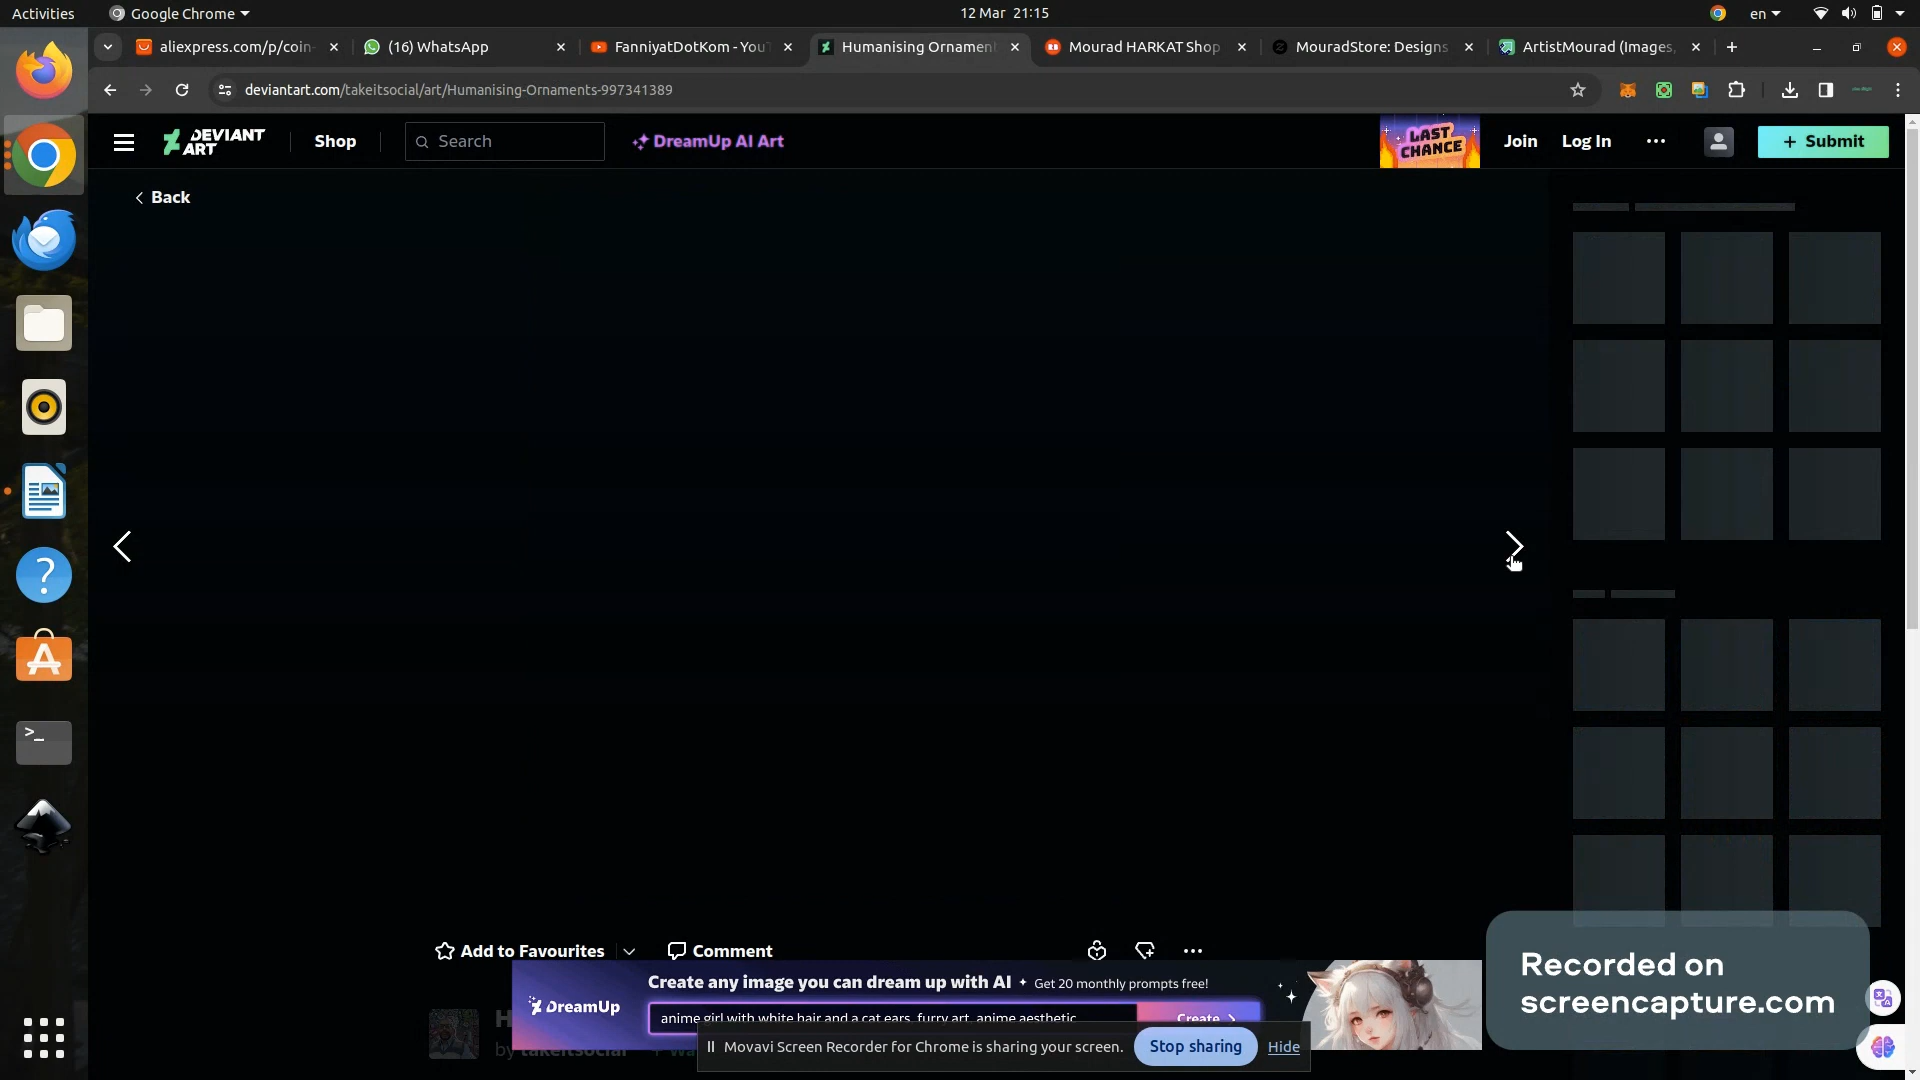 Activities
Google Chrome
12 Mar 21:15
en
aliexpress.com/p/coin-
(16) WhatsApp
FanniyatDotKom - YouT
Humanising Ornament
Mourad HARKAT Shop
MouradStore: Designs
ArtistMourad (Images,
deviantart.com/takeitsocial/art/Humanising-Ornaments-997341389
DEVIANT
ART
Shop
Search
DreamUp AI Art
LAST
CHANCE
Join
Log In
+ Submit
Back
Add to Favourites
Comment
Create any image you can dream up with AI
Get 20 monthly prompts free!
DreamUp
anime girl with white hair and a cat ears, furry art, anime aesthetic
Create
by takeitsocial
Movavi Screen Recorder for Chrome is sharing your screen.
Stop sharing
Hide
Recorded on
screencapture.com